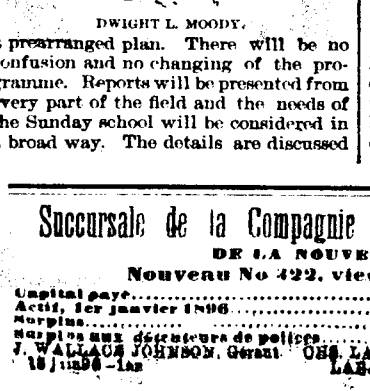 DWIGHT L. MOODY.
prearranged plan. There will be no
onfusion and no changing of the pro-
gramme. Reports will be presented from
very part of the field and the needs of
he Sunday school will be considered in
broad way. The details are discussed
Succursale de la Compagnie
DE LA NOUVE
Nouveau No 422, vie
Capital payé
Actif, 1er janvier 1896
Surplus
Surplus aux détenteurs de polices
J. WALLACE JOHNSON, Gérant. CHS. LA